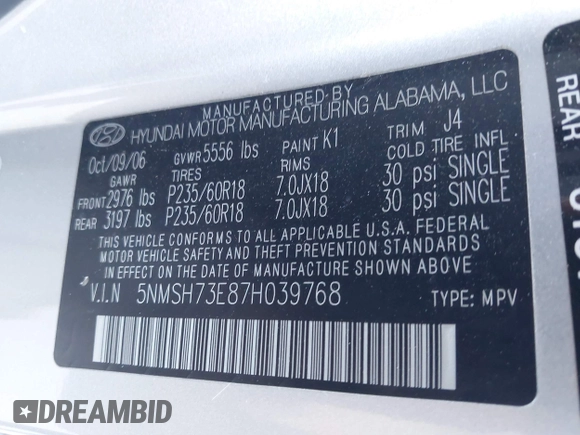 MANUFACTURED BY
HYUNDAI MOTOR MANUFACTURING ALABAMA, LLC
Oct/09/06 GVWR 5556 lbs PAINT K1 TRIM J4
GAWR TIRES RIMS COLD TIRE INFL
FRONT 2976 lbs P235/60R18 7.0JX18 30 psi SINGLE
REAR 3197 lbs P235/60R18 7.0JX18 30 psi SINGLE
THIS VEHICLE CONFORMS TO ALL APPLICABLE U.S.A. FEDERAL
MOTOR VEHICLE SAFETY AND THEFT PREVENTION STANDARDS
IN EFFECT ON THE DATE OF MANUFACTURE SHOWN ABOVE.
V.I.N 5NMSH73E87H039768 TYPE: MPV
REAR
DREAMBID